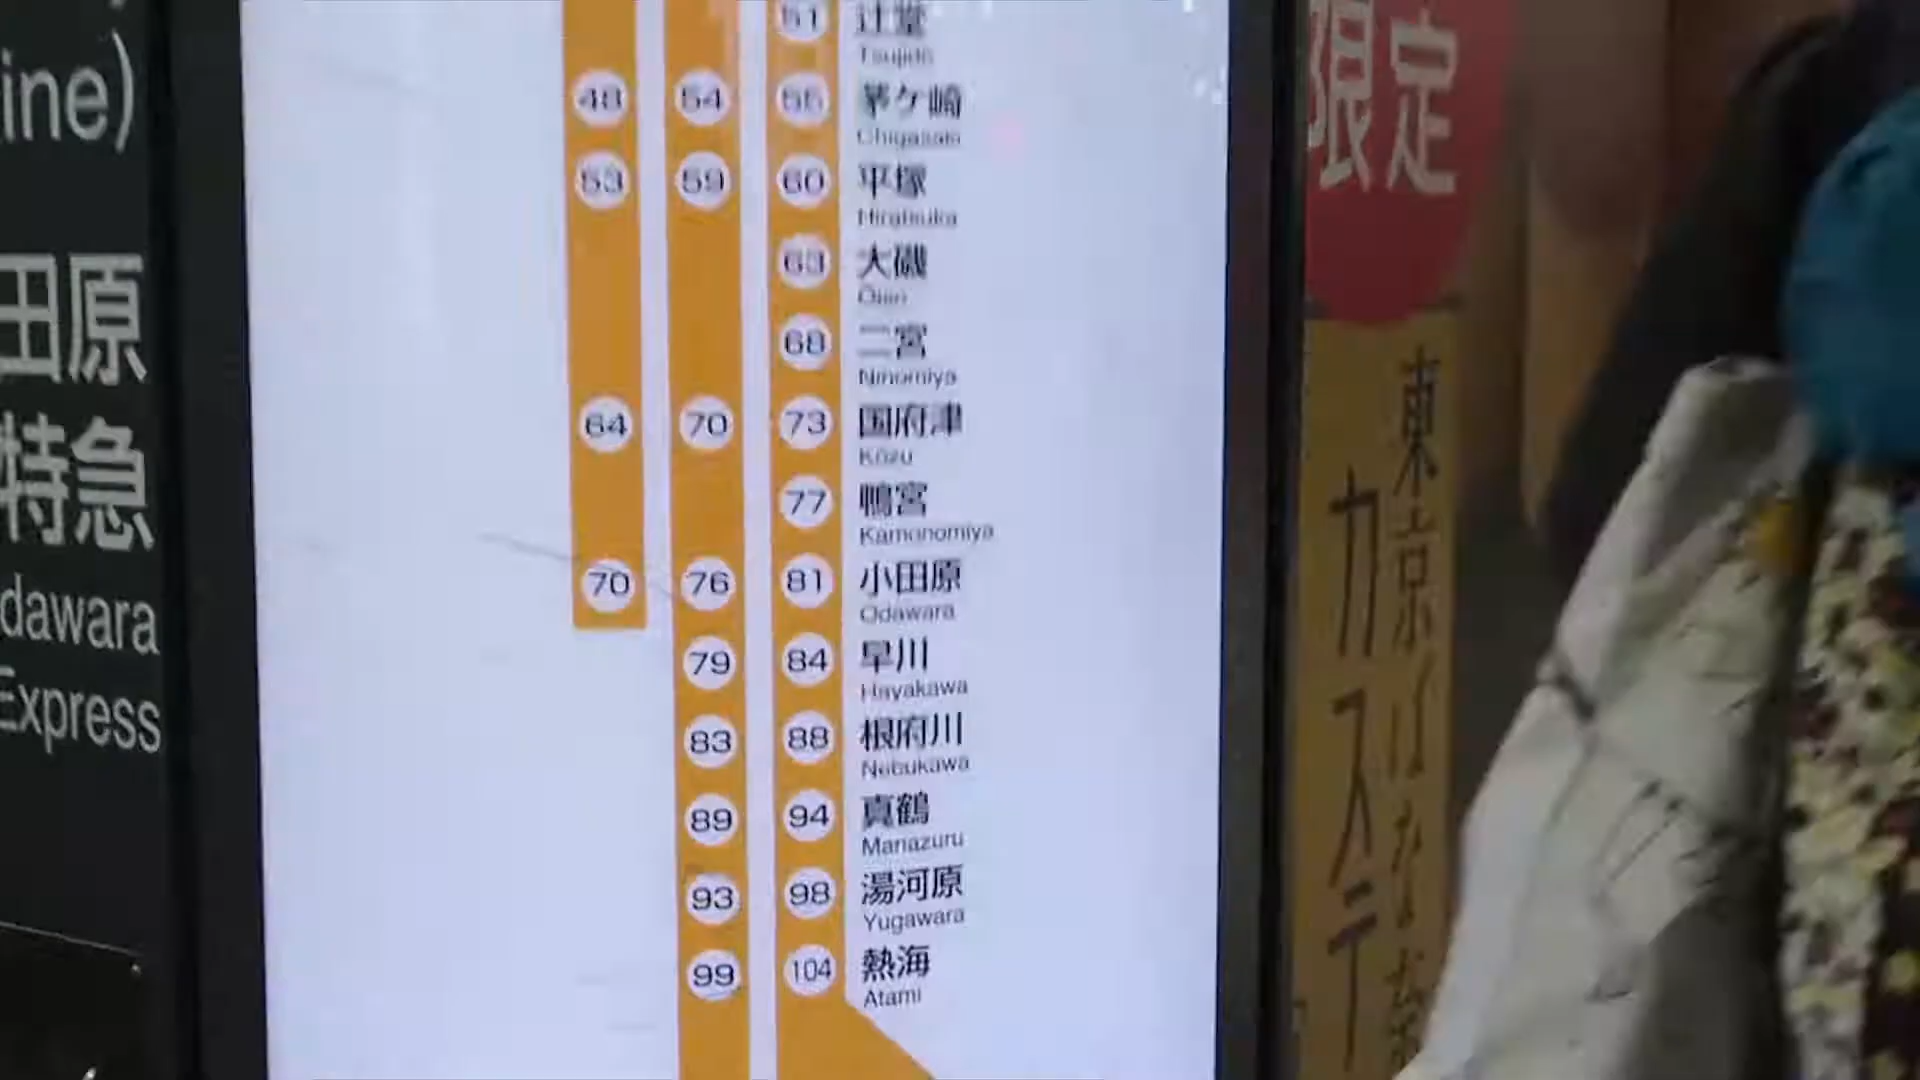 ine)
田原
特急
dawara
Express
51 辻堂
Tsujido
48 54 55 茅ケ崎
Chigasaki
53 59 60 平塚
Hiratsuka
63 大磯
Ōiso
68 二宮
Ninomiya
64 70 73 国府津
Kōzu
77 鴨宮
Kamonomiya
70 76 81 小田原
Odawara
79 84 早川
Hayakawa
83 88 根府川
Nebukawa
89 94 真鶴
Manazuru
93 98 湯河原
Yugawara
99 104 熱海
Atami
限定
東京ばな奈
カステ